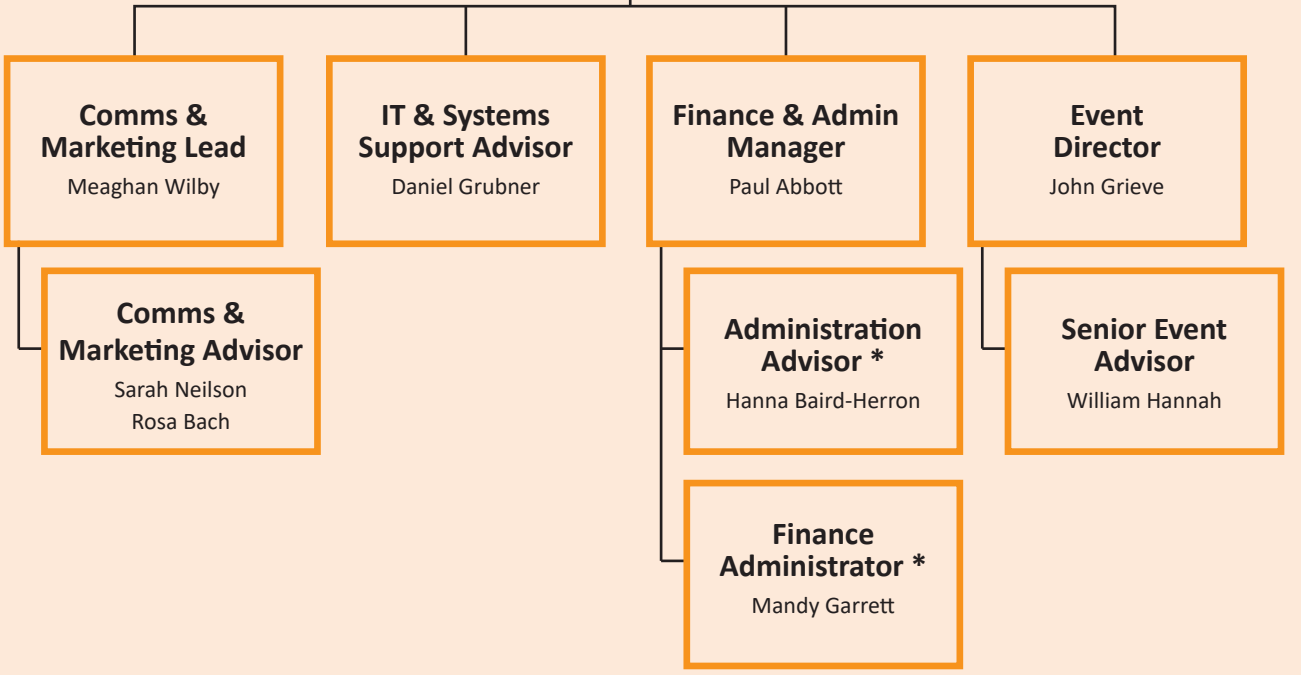 Comms &
Marketing Lead
Meaghan Wilby
IT & Systems
Support Advisor
Daniel Grubner
Finance & Admin
Manager
Paul Abbott
Event
Director
John Grieve
Comms &
Marketing Advisor
Sarah Neilson
Rosa Bach
Administration
Advisor *
Hanna Baird-Herron
Senior Event
Advisor
William Hannah
Finance
Administrator *
Mandy Garrett